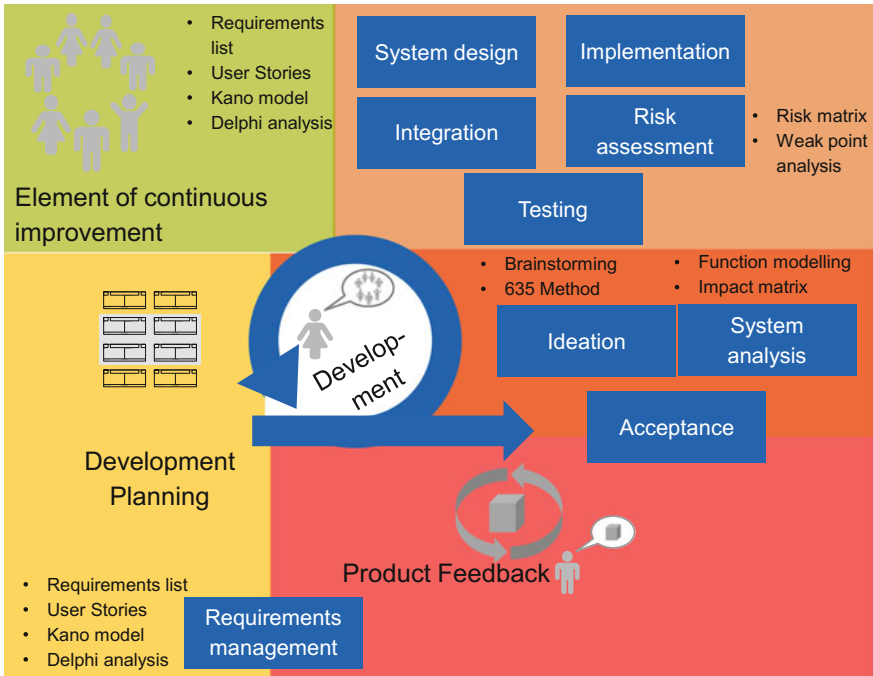 • Requirements
list
• User Stories
• Kano model
• Delphi analysis
Element of continuous
improvement
System design
Implementation
Integration
Risk
assessment
• Risk matrix
• Weak point
analysis
Testing
• Brainstorming
• 635 Method
• Function modelling
• Impact matrix
Ideation
System
analysis
Develop-
ment
Acceptance
Development
Planning
Product Feedback
• Requirements list
• User Stories
• Kano model
• Delphi analysis
Requirements
management